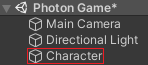 Photon Game*
Main Camera
Directional Light
Character